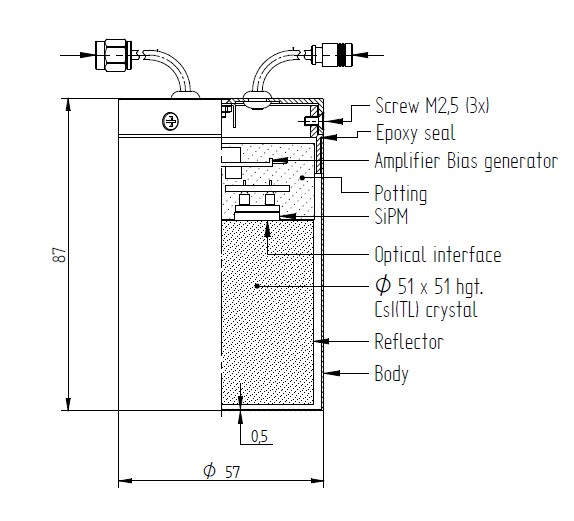 Screw M2,5 (3x)
Epoxy seal
Amplifier Bias generator
Potting
SiPM
Optical interface
Φ 51 x 51 hgt.
CsI(TL) crystal
Reflector
Body
87
0,5
Φ 57